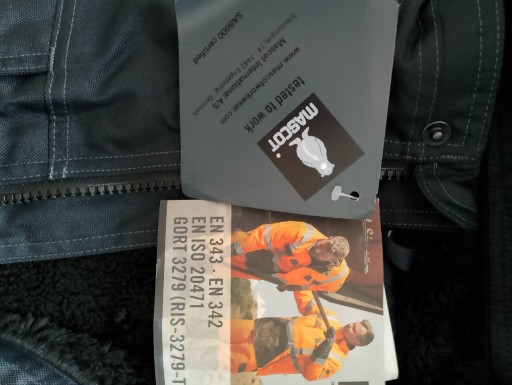 MASCOT®
tested to work
www.mascotworkwear.com
Mascot International A/S
SA8000 certified
EN 343 . EN 342
EN ISO 20471
GORT 3279 (RIS-3279-T